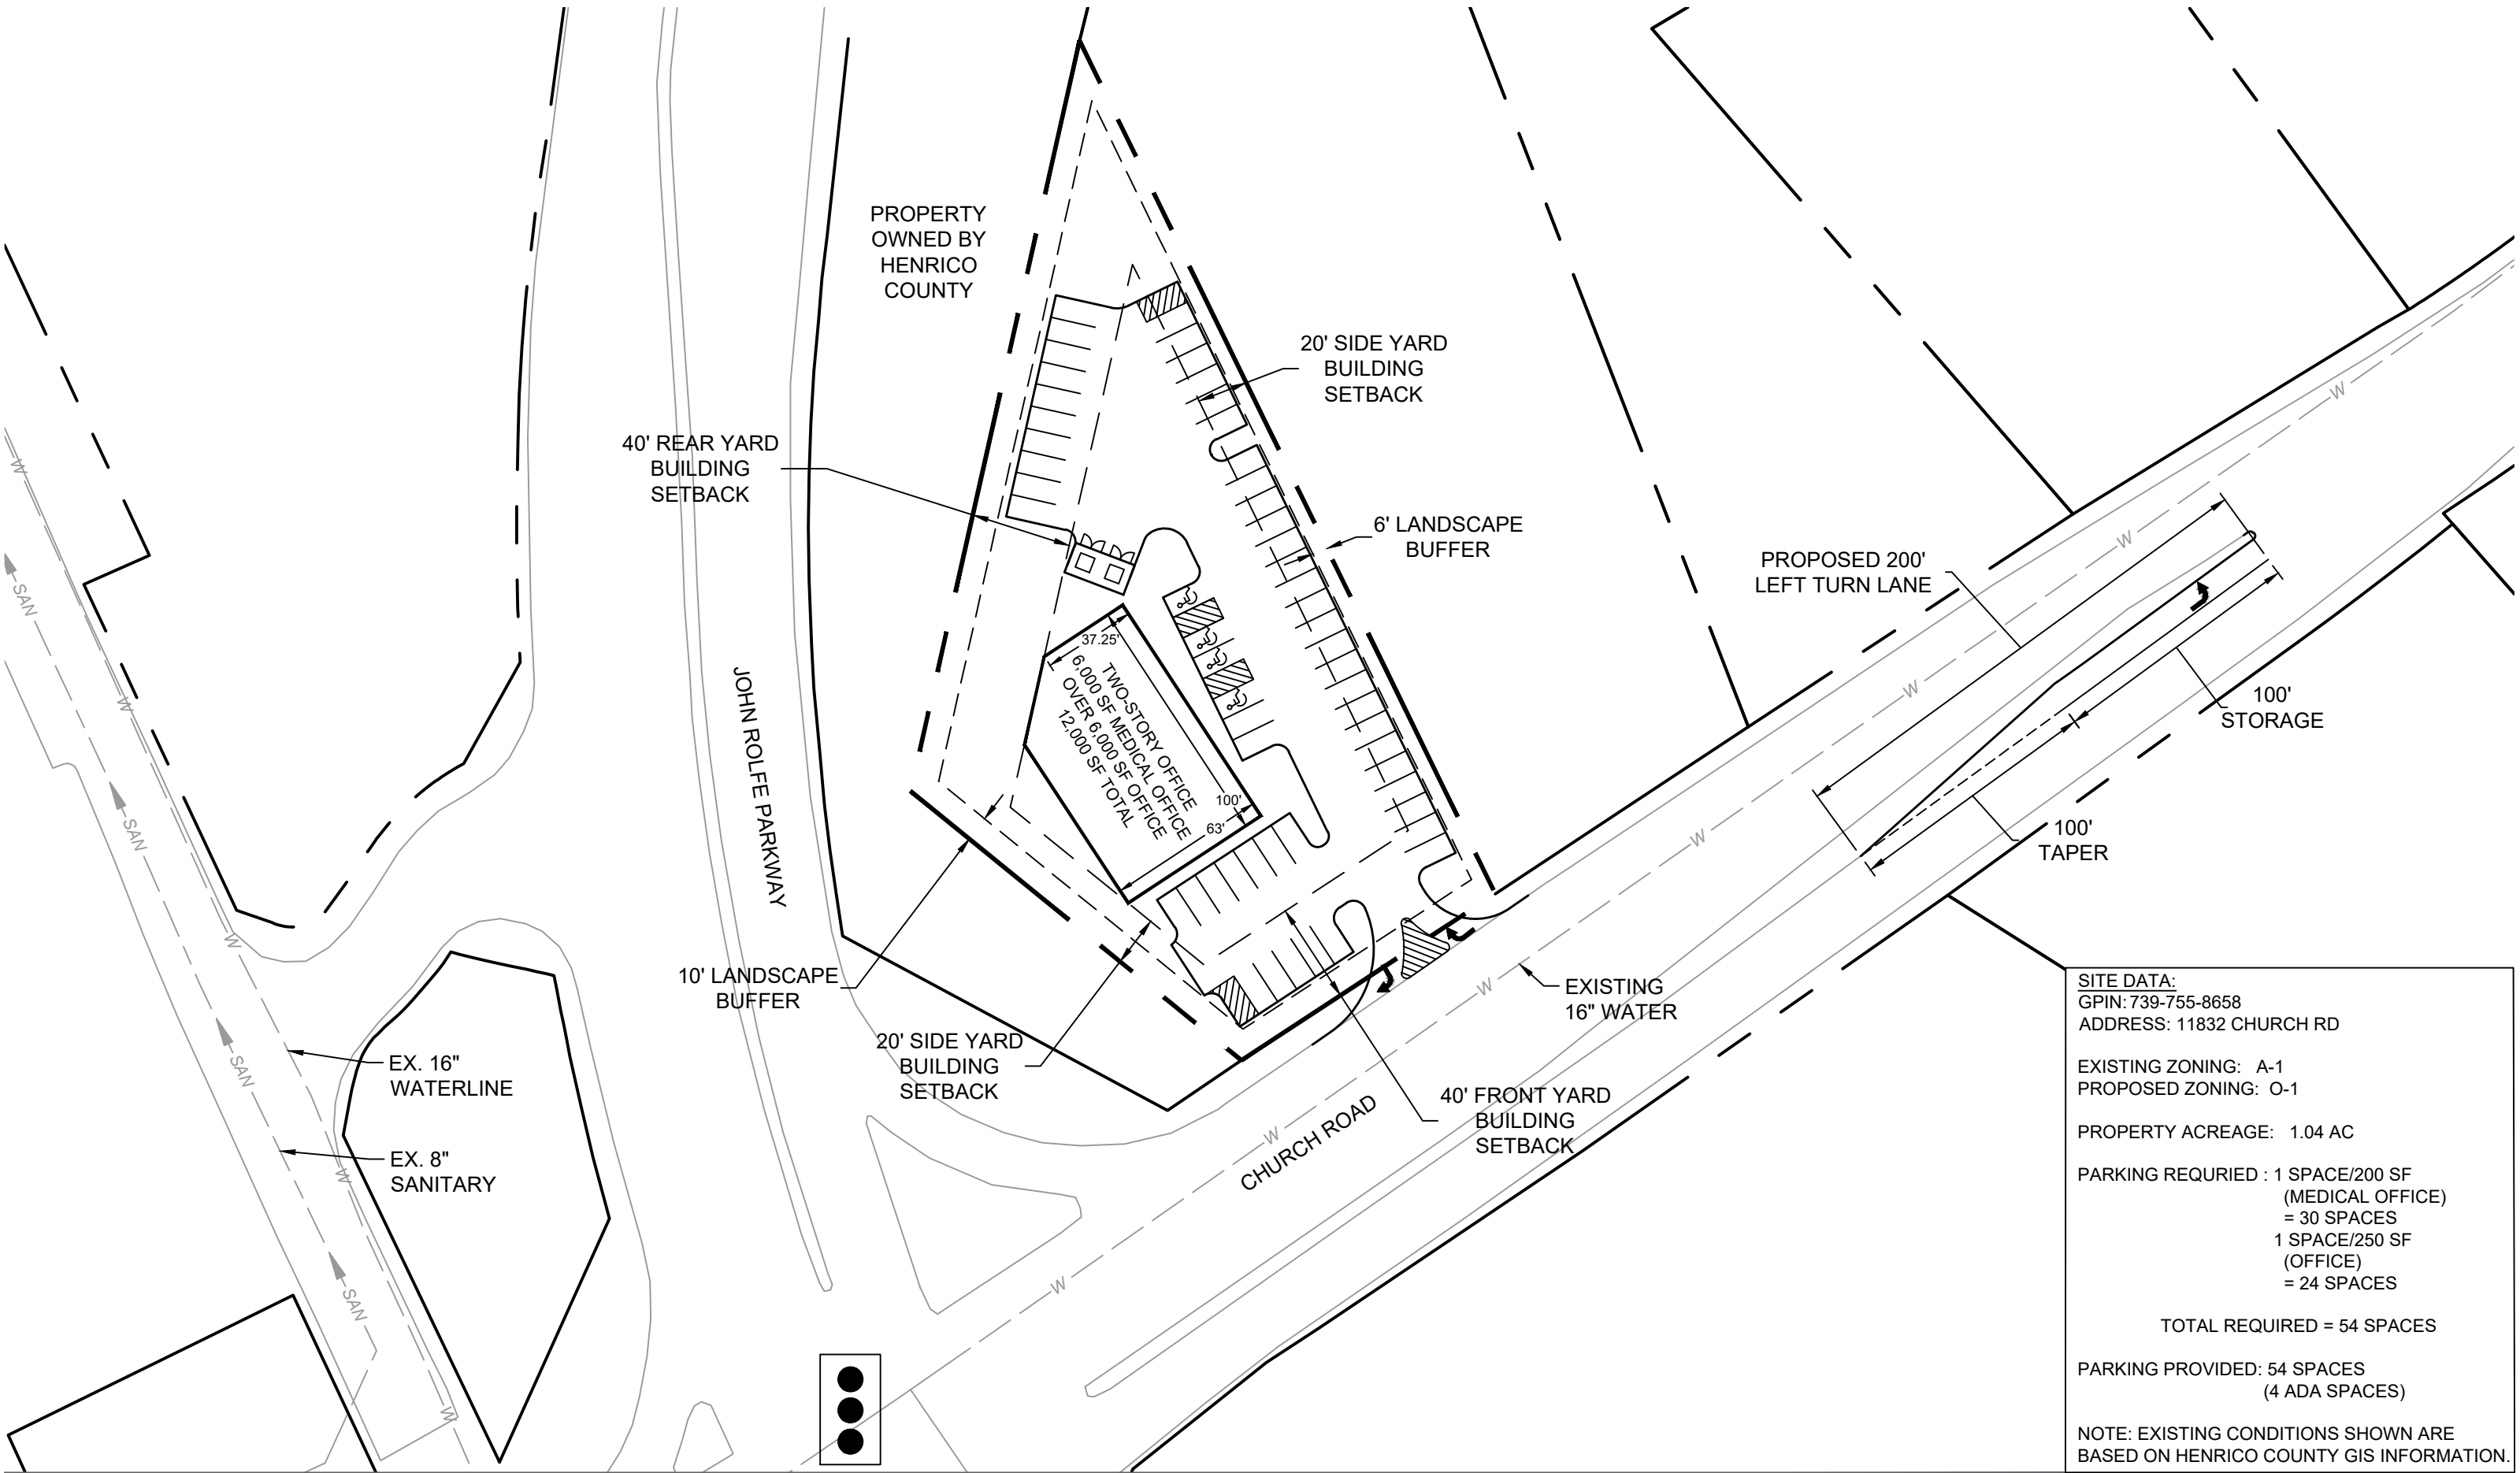 PROPERTY
OWNED BY
HENRICO
COUNTY
20' SIDE YARD
BUILDING
SETBACK
40' REAR YARD
BUILDING
SETBACK
6' LANDSCAPE
BUFFER
PROPOSED 200'
LEFT TURN LANE
100'
STORAGE
100'
TAPER
37.25'
TWO-STORY OFFICE
6,000 SF MEDICAL OFFICE
OVER 6,000 SF OFFICE
12,000 SF TOTAL
100'
63'
JOHN ROLFE PARKWAY
10' LANDSCAPE
BUFFER
20' SIDE YARD
BUILDING
SETBACK
EXISTING
16" WATER
40' FRONT YARD
BUILDING
SETBACK
CHURCH ROAD
EX. 16"
WATERLINE
EX. 8"
SANITARY
W
W
W
W
W
SAN
SAN
SAN
SAN
W
W
W
W
W
W
W
SITE DATA:
GPIN: 739-755-8658
ADDRESS: 11832 CHURCH RD
EXISTING ZONING: A-1
PROPOSED ZONING: O-1
PROPERTY ACREAGE: 1.04 AC
PARKING REQURIED : 1 SPACE/200 SF
(MEDICAL OFFICE)
= 30 SPACES
1 SPACE/250 SF
(OFFICE)
= 24 SPACES
TOTAL REQUIRED = 54 SPACES
PARKING PROVIDED: 54 SPACES
(4 ADA SPACES)
NOTE: EXISTING CONDITIONS SHOWN ARE
BASED ON HENRICO COUNTY GIS INFORMATION.